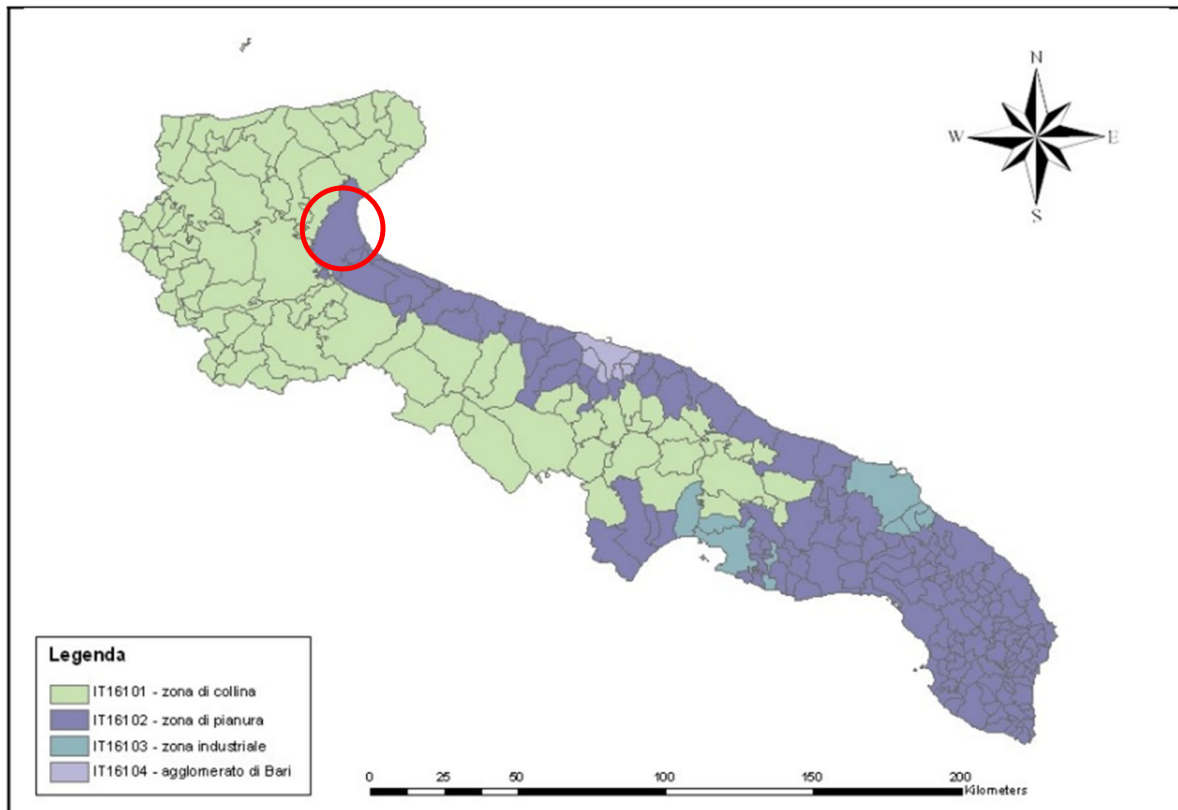 N
W E
S
Legenda
IT16101 - zona di collina
IT16102 - zona di pianura
IT16103 - zona industriale
IT16104 - agglomerato di Bari
0 25 50 100 150 200
Kilometers